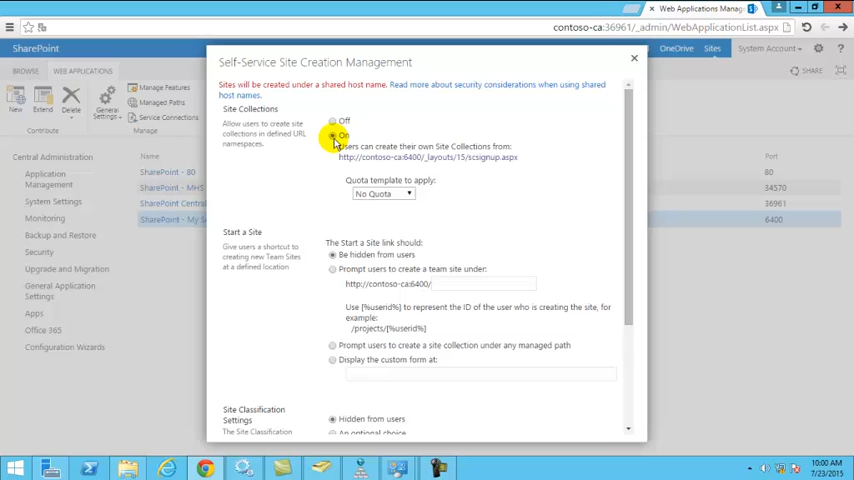 Web Applications Manag
contoso-ca:36961/_admin/WebApplicationList.aspx
SharePoint
OneDrive Sites System Account
BROWSE WEB APPLICATIONS
SHARE
New Extend Delete General Settings
Manage Features
Managed Paths
Service Connections
Contribute Manage
Central Administration
Application Management
System Settings
Monitoring
Backup and Restore
Security
Upgrade and Migration
General Application Settings
Apps
Office 365
Configuration Wizards
Name
SharePoint - 80
SharePoint - MHS
SharePoint Central
SharePoint - My S
Port
80
34570
36961
6400
Self-Service Site Creation Management
Sites will be created under a shared host name. Read more about security considerations when using shared
host names.
Site Collections
Allow users to create site
collections in defined URL
namespaces.
Off
On
Users can create their own Site Collections from:
http://contoso-ca:6400/_layouts/15/scsignup.aspx
Quota template to apply:
No Quota
Start a Site
Give users a shortcut to
creating new Team Sites
at a defined location
The Start a Site link should:
Be hidden from users
Prompt users to create a team site under:
http://contoso-ca:6400/
Use [%userid%] to represent the ID of the user who is creating the site, for
example:
/projects/[%userid%]
Prompt users to create a site collection under any managed path
Display the custom form at:
Site Classification
Settings
The Site Classification
Hidden from users
An optional choice
10:00 AM
7/23/2015